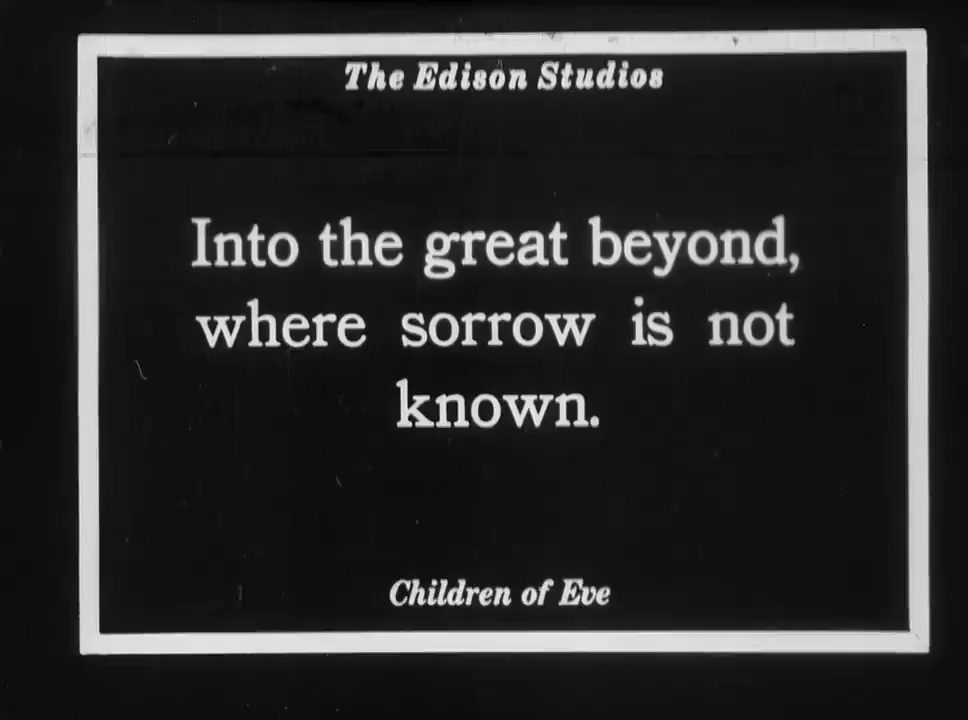 The Edison Studios
Into the great beyond,
where sorrow is not
known.
Children of Eve